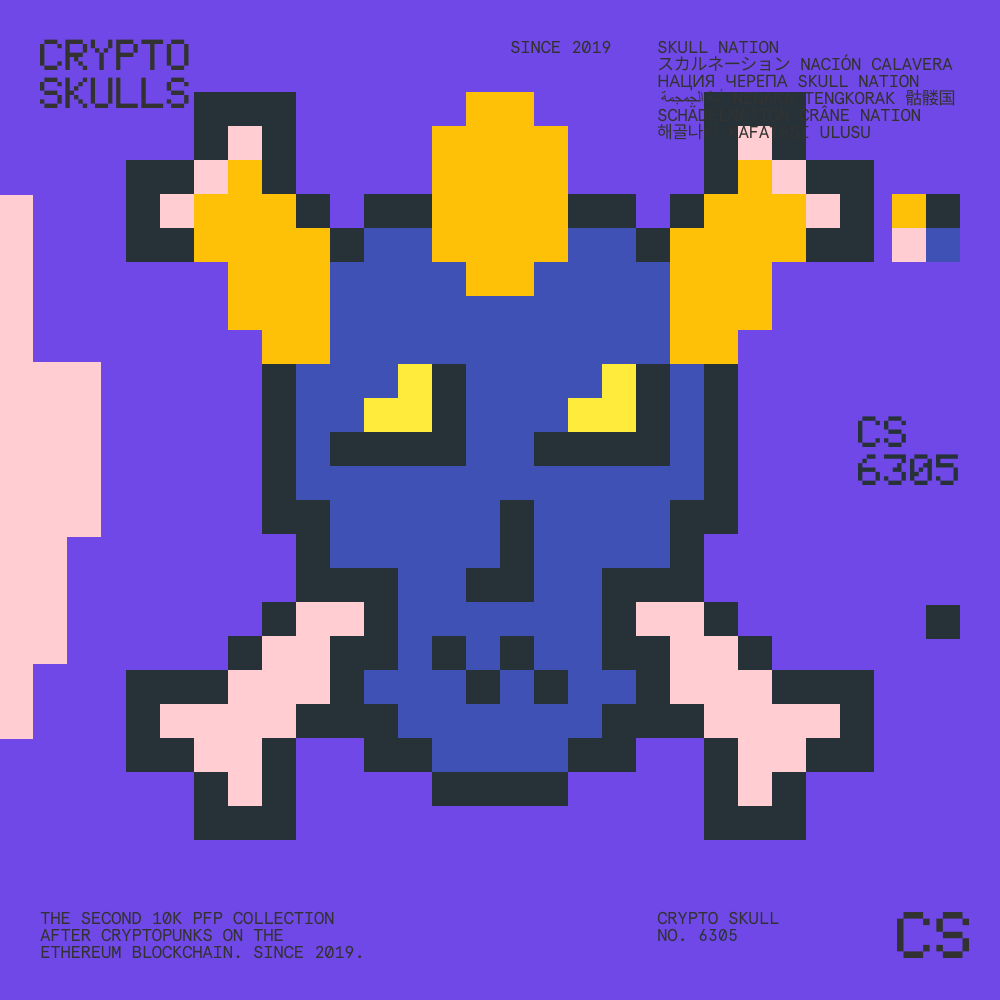 CRYPTO
SKULLS
SINCE 2019
SKULL NATION
スカルネーション NACIÓN CALAVERA
НАЦИЯ ЧЕРЕПА SKULL NATION
TENGKORAK 骷髅国
CRÂNE NATION
해골 ULUSU
CS
6305
THE SECOND 10K PFP COLLECTION
AFTER CRYPTOPUNKS ON THE
ETHEREUM BLOCKCHAIN. SINCE 2019.
CRYPTO SKULL
NO. 6305
CS